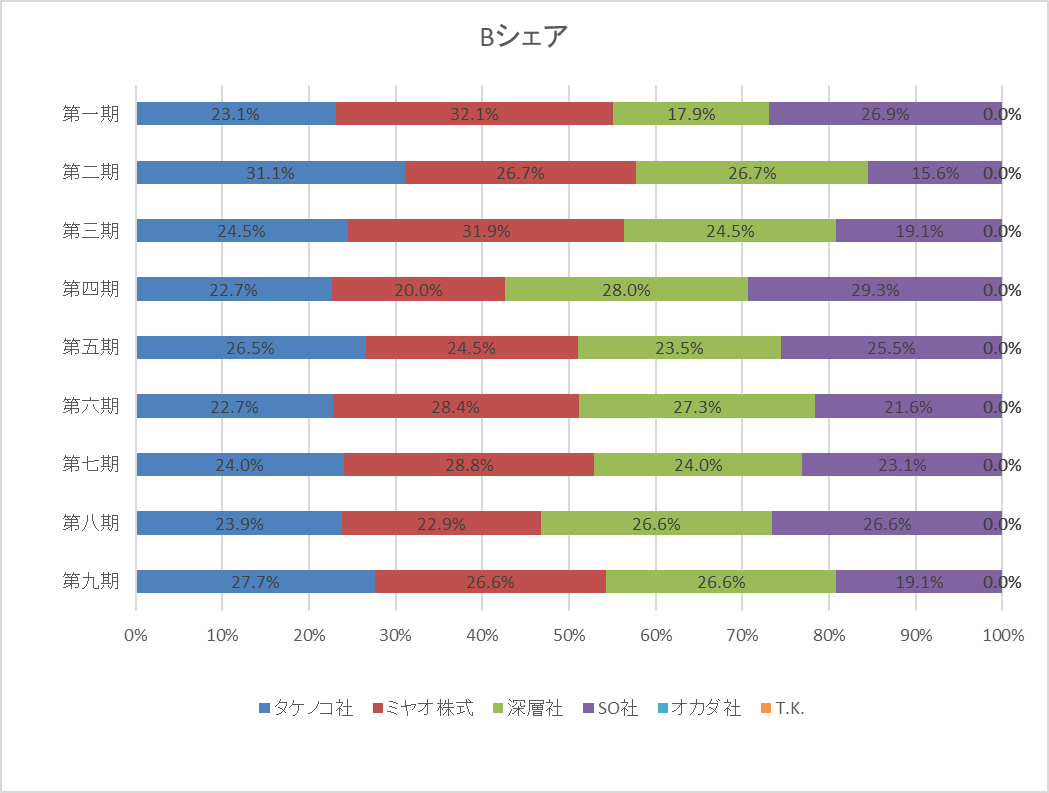 Bシェア
第一期 23.1% 32.1% 17.9% 26.9% 0.0%
第二期 31.1% 26.7% 26.7% 15.6% 0.0%
第三期 24.5% 31.9% 24.5% 19.1% 0.0%
第四期 22.7% 20.0% 28.0% 29.3% 0.0%
第五期 26.5% 24.5% 23.5% 25.5% 0.0%
第六期 22.7% 28.4% 27.3% 21.6% 0.0%
第七期 24.0% 28.8% 24.0% 23.1% 0.0%
第八期 23.9% 22.9% 26.6% 26.6% 0.0%
第九期 27.7% 26.6% 26.6% 19.1% 0.0%
0% 10% 20% 30% 40% 50% 60% 70% 80% 90% 100%
タケノコ社 ミヤオ株式 深層社 SO社 オカダ社 T.K.